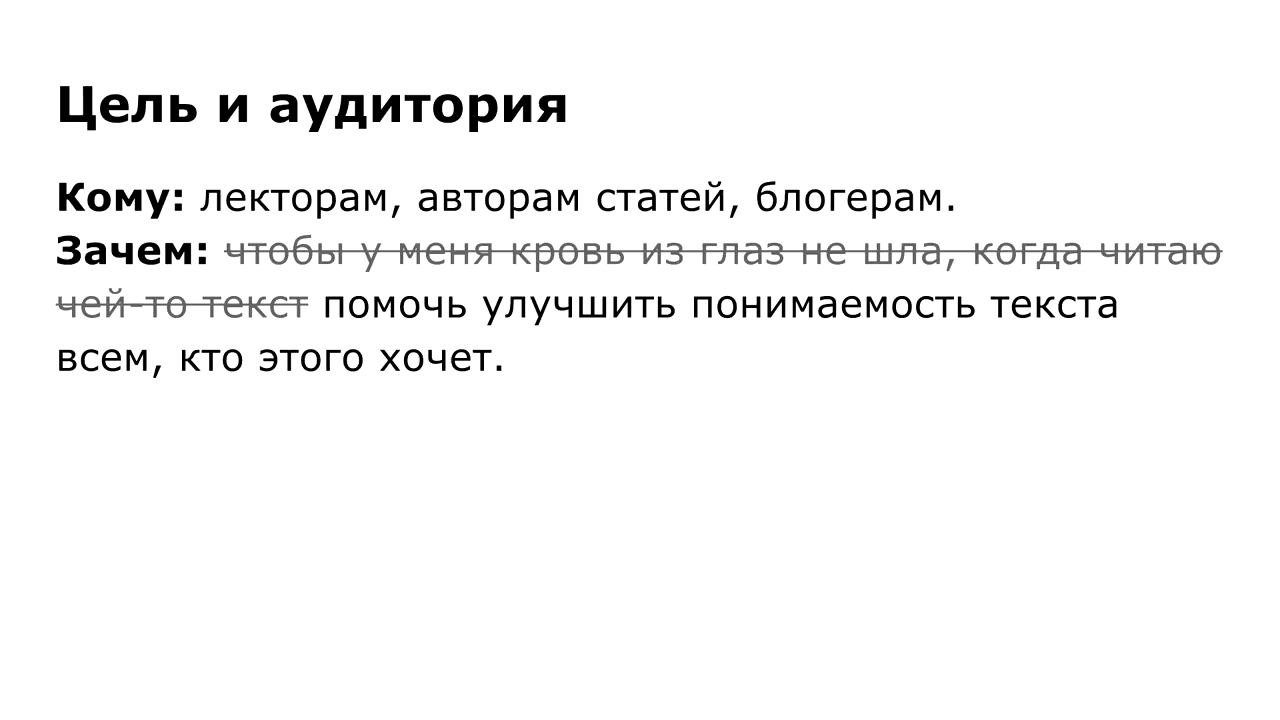 Цель и аудитория
Кому: лекторам, авторам статей, блогерам.
Зачем: чтобы у меня кровь из глаз не шла, когда читаю
чей-то текст помочь улучшить понимаемость текста
всем, кто этого хочет.